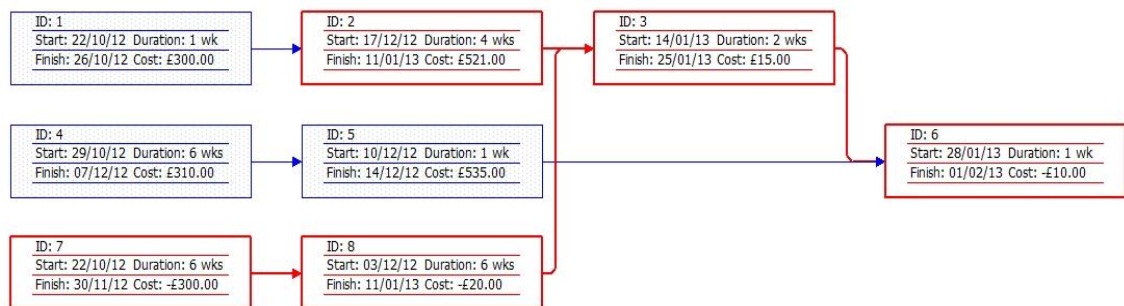 ID: 1
Start: 22/10/12 Duration: 1 wk
Finish: 26/10/12 Cost: £300.00
ID: 2
Start: 17/12/12 Duration: 4 wks
Finish: 11/01/13 Cost: £521.00
ID: 3
Start: 14/01/13 Duration: 2 wks
Finish: 25/01/13 Cost: £15.00
ID: 4
Start: 29/10/12 Duration: 6 wks
Finish: 07/12/12 Cost: £310.00
ID: 5
Start: 10/12/12 Duration: 1 wk
Finish: 14/12/12 Cost: £535.00
ID: 6
Start: 28/01/13 Duration: 1 wk
Finish: 01/02/13 Cost: -£10.00
ID: 7
Start: 22/10/12 Duration: 6 wks
Finish: 30/11/12 Cost: -£300.00
ID: 8
Start: 03/12/12 Duration: 6 wks
Finish: 11/01/13 Cost: -£20.00